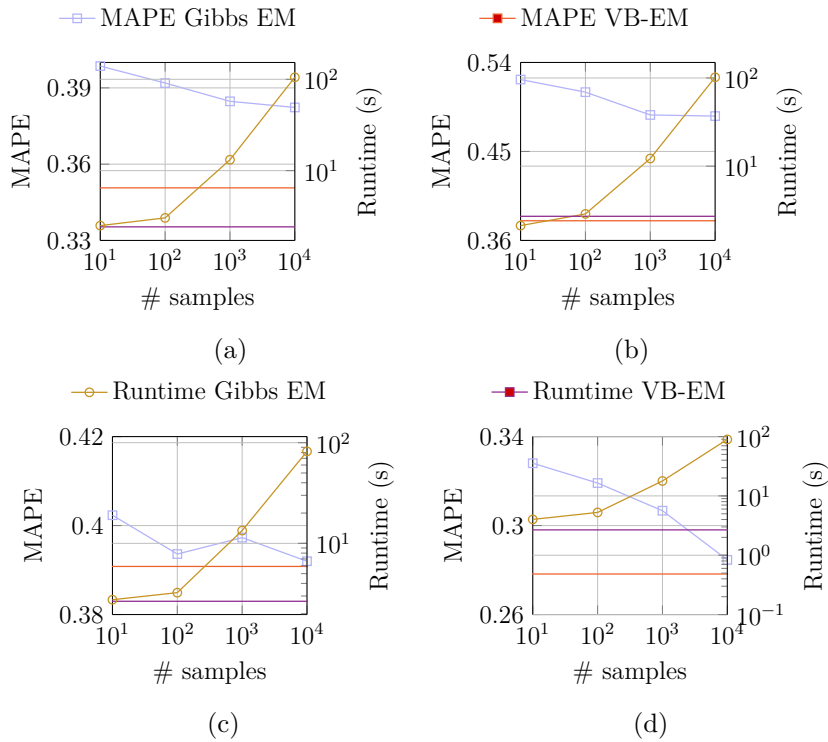 MAPE Gibbs EM
MAPE VB-EM
0.39
0.36
0.33
MAPE
10^2
10^1
Runtime (s)
10^1 10^2 10^3 10^4
# samples
(a)
0.54
0.45
0.36
MAPE
10^2
10^1
Runtime (s)
10^1 10^2 10^3 10^4
# samples
(b)
Runtime Gibbs EM
Rumtime VB-EM
0.42
0.4
0.38
MAPE
10^2
10^1
Runtime (s)
10^1 10^2 10^3 10^4
# samples
(c)
0.34
0.3
0.26
MAPE
10^2
10^1
10^0
10^−1
Runtime (s)
10^1 10^2 10^3 10^4
# samples
(d)